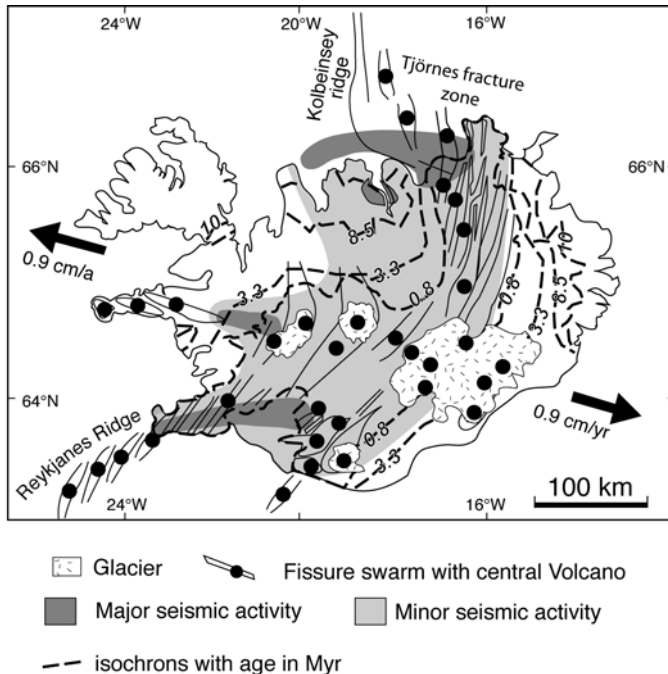 24°W
20°W
16°W
Kolbeinsey
ridge
Tjörnes fracture
zone
66°N
66°N
10
8·5
10
0.9 cm/a
3.3
3.3
0.8
0.8
8.5
3.3
64°N
64°N
0.9 cm/yr
Reykjanes Ridge
0.8
3.3
24°W
16°W
100 km
Glacier
Fissure swarm with central Volcano
Major seismic activity
Minor seismic activity
isochrons with age in Myr